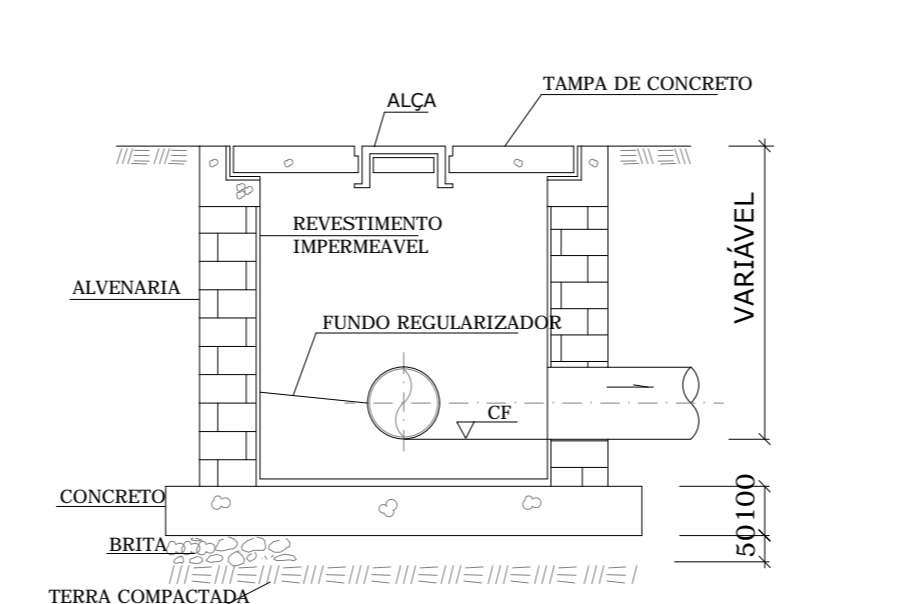 TAMPA DE CONCRETO
ALÇA
REVESTIMENTO
IMPERMEAVEL
VARIÁVEL
ALVENARIA
FUNDO REGULARIZADOR
CF
CONCRETO
100
50
BRITA
TERRA COMPACTADA